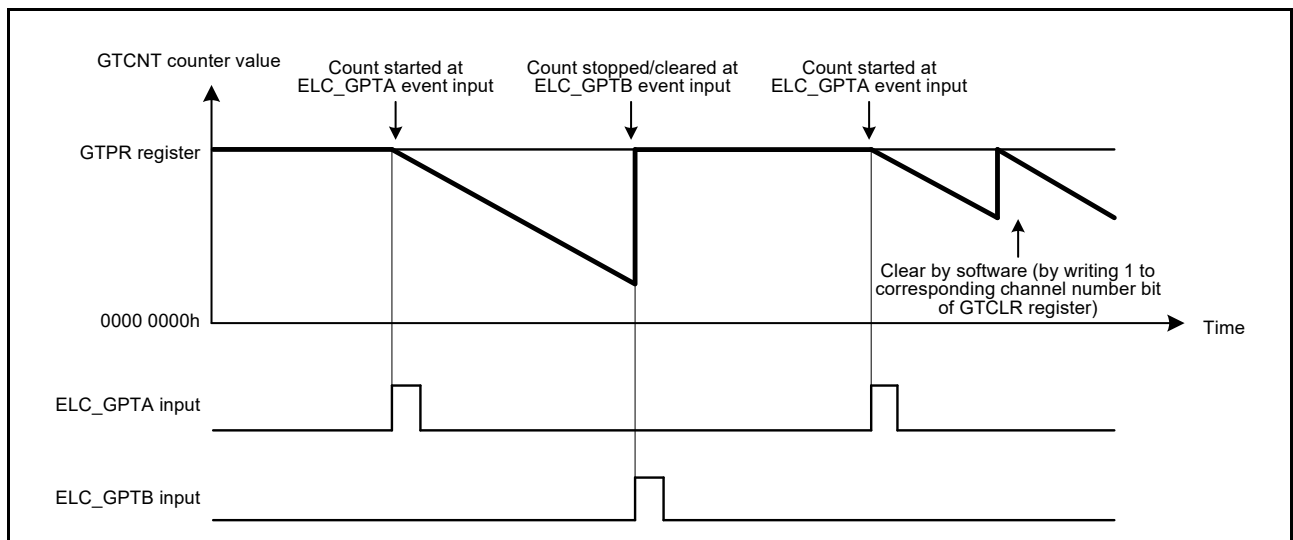 GTCNT counter value
Count started at
ELC_GPTA event input
Count stopped/cleared at
ELC_GPTB event input
Count started at
ELC_GPTA event input
GTPR register
Clear by software (by writing 1 to
corresponding channel number bit
of GTCLR register)
0000 0000h
Time
ELC_GPTA input
ELC_GPTB input